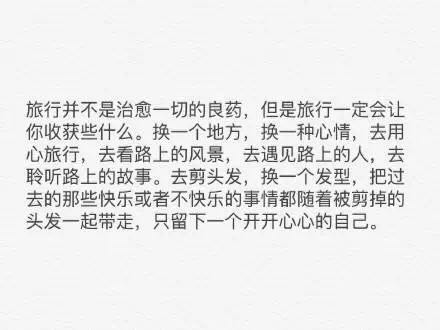 旅行并不是治愈一切的良药，但是旅行一定会让
你收获些什么。换一个地方，换一种心情，去用
心旅行，去看路上的风景，去遇见路上的人，去
聆听路上的故事。去剪头发，换一个发型，把过
去的那些快乐或者不快乐的事情都随着被剪掉的
头发一起带走，只留下一个开开心心的自己。